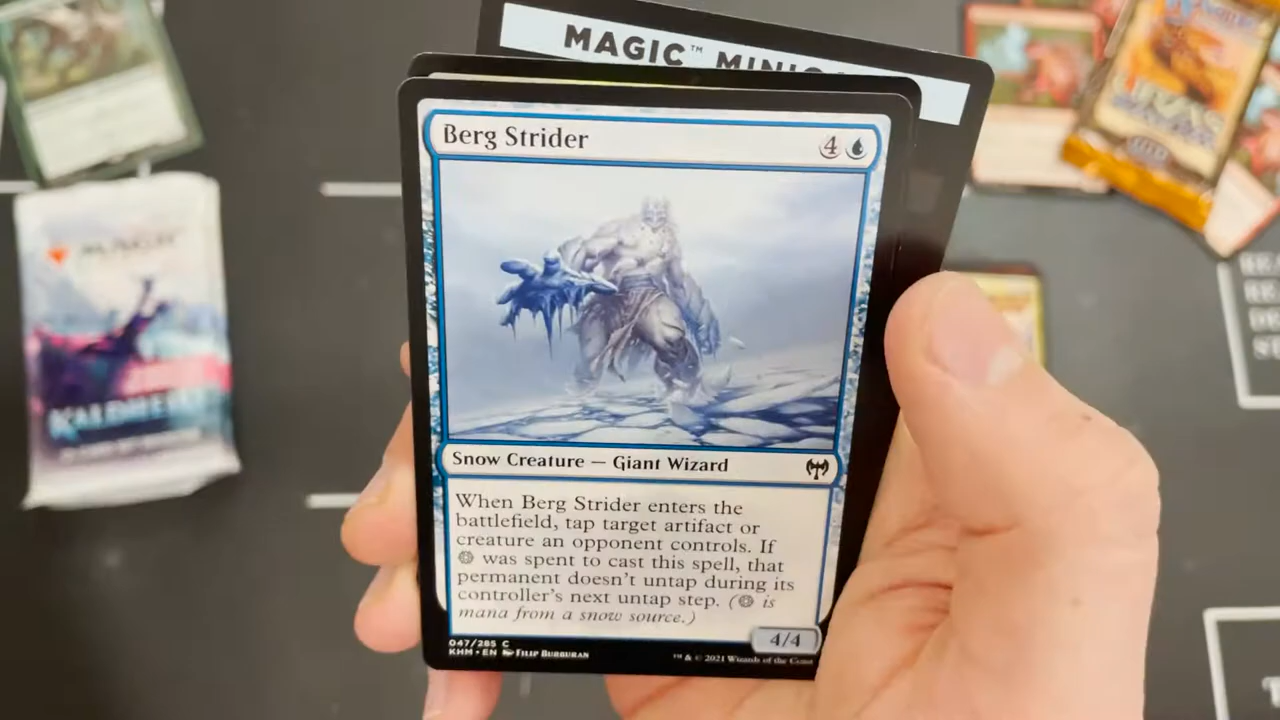 MAGIC™ MINIG
Berg Strider
4
Snow Creature — Giant Wizard
When Berg Strider enters the
battlefield, tap target artifact or
creature an opponent controls. If
was spent to cast this spell, that
permanent doesn't untap during its
controller's next untap step. ( is
mana from a snow source.)
4/4
047/285 C
KHM • EN Filip Burburan
™ & © 2021 Wizards of the Coast
MAGIC
KALDHEIM